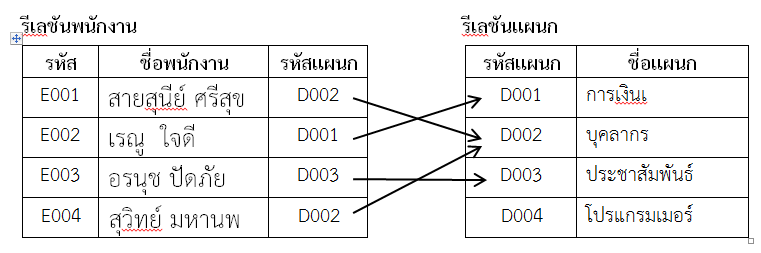 รีเลชันพนักงาน
รหัส ชื่อพนักงาน รหัสแผนก
E001 สายสุนีย์ ศรีสุข D002
E002 เรณู ใจดี D001
E003 อรนุช ปัดภัย D003
E004 สุวิทย์ มหานพ D002
รีเลชันแผนก
รหัสแผนก ชื่อแผนก
D001 การเงินเ
D002 บุคลากร
D003 ประชาสัมพันธ์
D004 โปรแกรมเมอร์